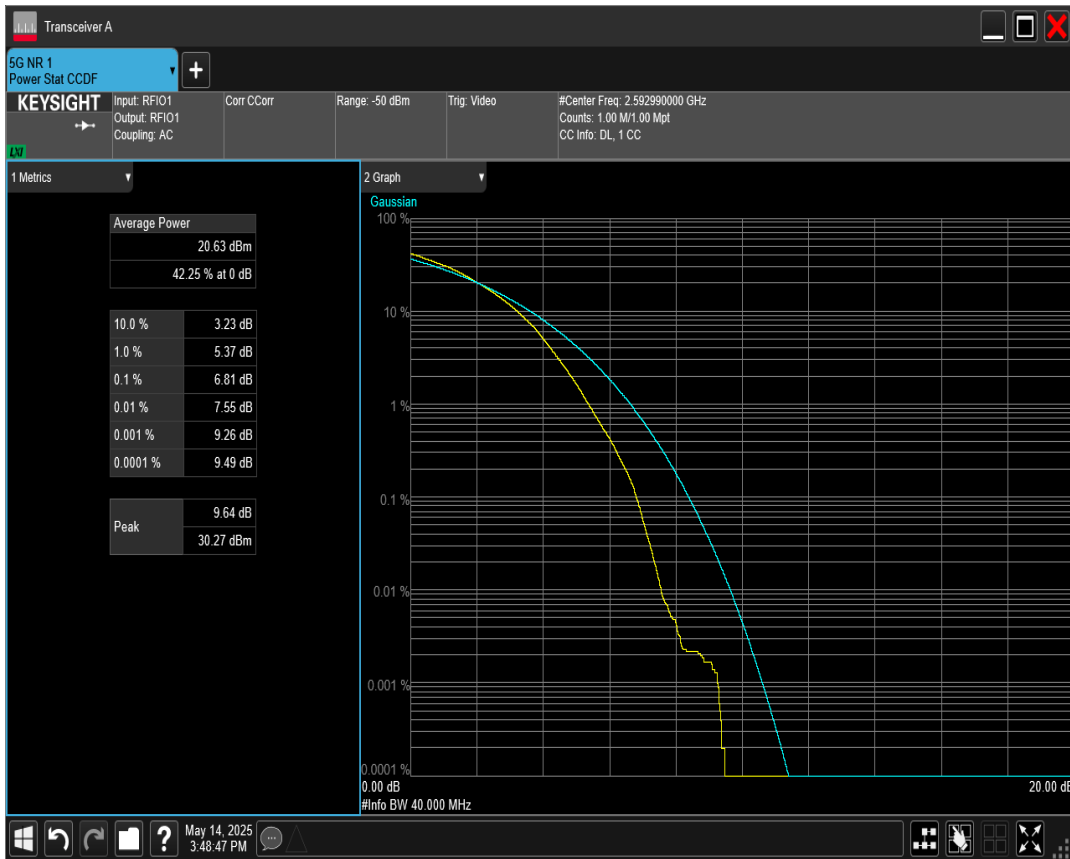 Transceiver A
5G NR 1
Power Stat CCDF
+
KEYSIGHT
LXI
Input: RFIO1
Output: RFIO1
Coupling: AC
Corr CCorr
Range: -50 dBm
Trig: Video
#Center Freq: 2.592990000 GHz
Counts: 1.00 M/1.00 Mpt
CC Info: DL, 1 CC
1 Metrics
Average Power
20.63 dBm
42.25 % at 0 dB
10.0 % 3.23 dB
1.0 % 5.37 dB
0.1 % 6.81 dB
0.01 % 7.55 dB
0.001 % 9.26 dB
0.0001 % 9.49 dB
Peak 9.64 dB
30.27 dBm
2 Graph
Gaussian
100 %
10 %
1 %
0.1 %
0.01 %
0.001 %
0.0001 %
0.00 dB 20.00 dB
#Info BW 40.000 MHz
?
May 14, 2025
3:48:47 PM